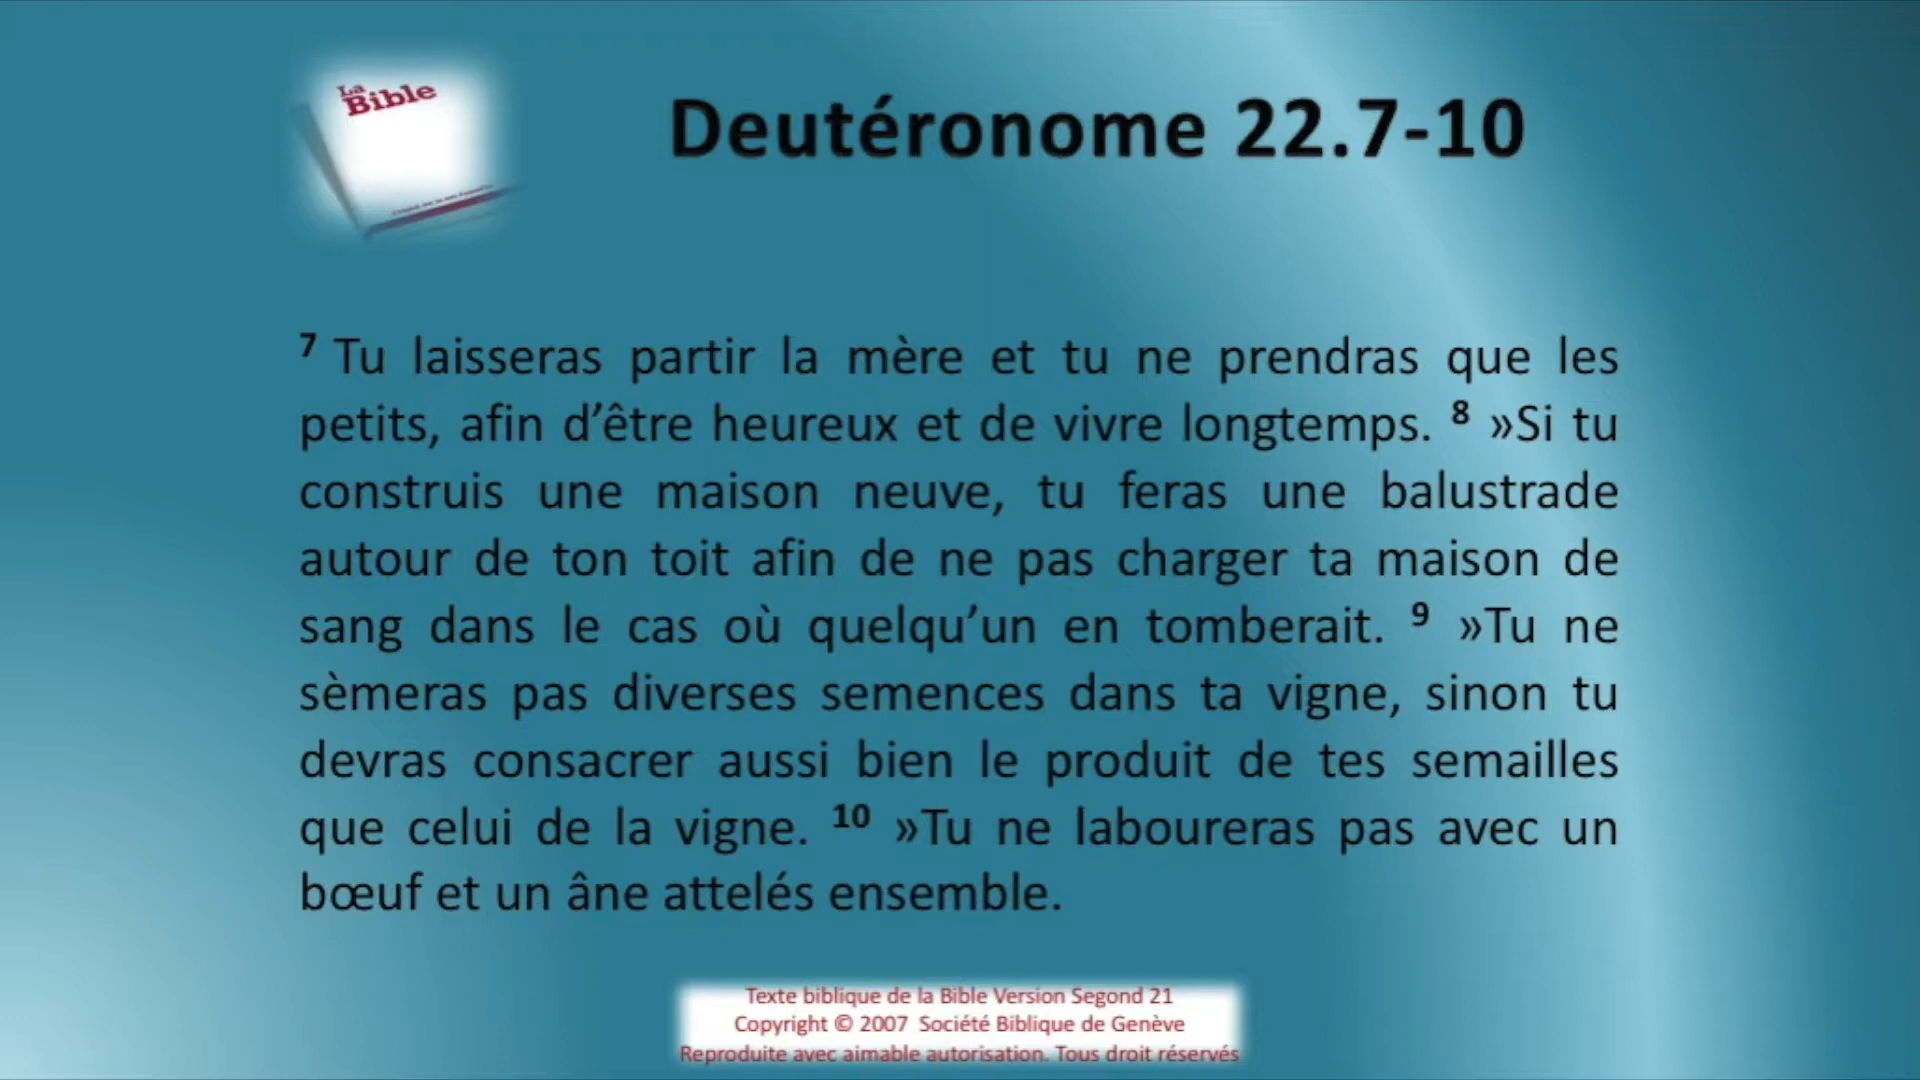 La
Bible
Deutéronome 22.7-10
7 Tu laisseras partir la mère et tu ne prendras que les
petits, afin d’être heureux et de vivre longtemps. 8 »Si tu
construis une maison neuve, tu feras une balustrade
autour de ton toit afin de ne pas charger ta maison de
sang dans le cas où quelqu’un en tomberait. 9 »Tu ne
sèmeras pas diverses semences dans ta vigne, sinon tu
devras consacrer aussi bien le produit de tes semailles
que celui de la vigne. 10 »Tu ne laboureras pas avec un
bœuf et un âne attelés ensemble.
Texte biblique de la Bible Version Segond 21
Copyright © 2007 Société Biblique de Genève
Reproduite avec aimable autorisation. Tous droit réservés